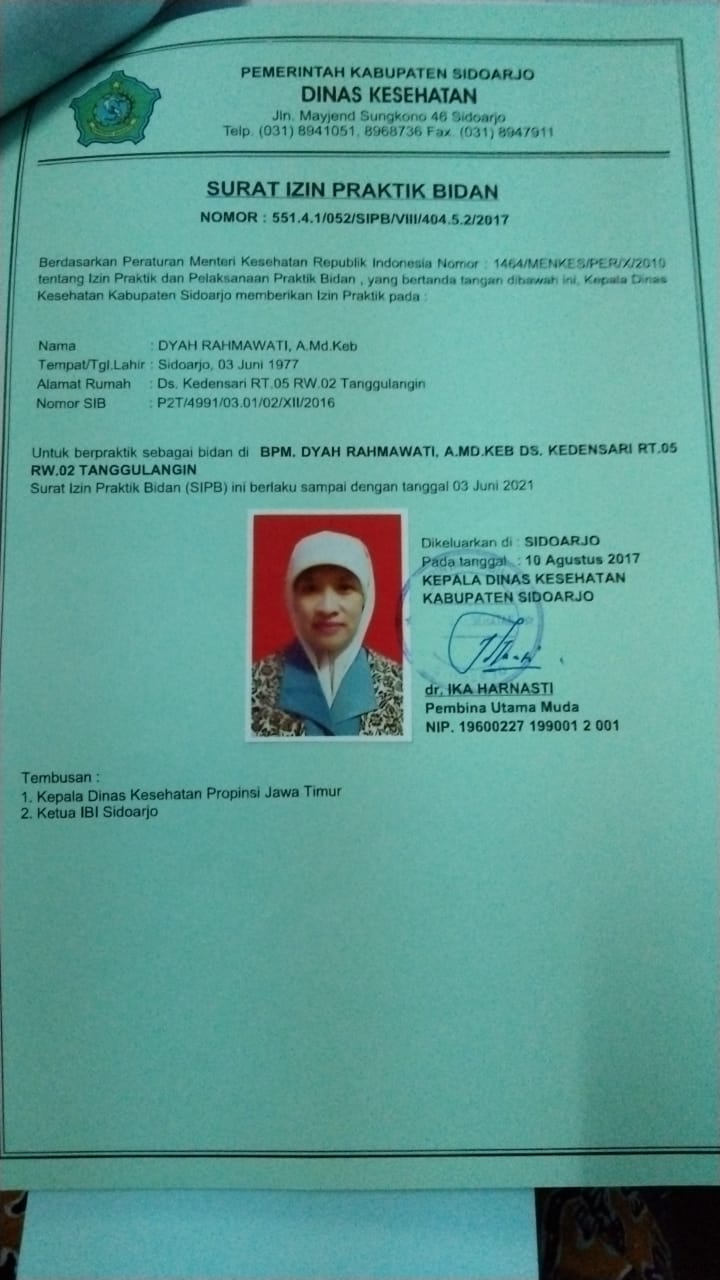 PEMERINTAH KABUPATEN SIDOARJO
DINAS KESEHATAN
Jln. Mayjend Sungkono 46 Sidoarjo
Telp. (031) 8941051, 8968736 Fax. (031) 8947911
SURAT IZIN PRAKTIK BIDAN
NOMOR : 551.4.1/052/SIPB/VIII/404.5.2/2017
Berdasarkan Peraturan Menteri Kesehatan Republik Indonesia Nomor : 1464/MENKES/PER/X/2010
tentang Izin Praktik dan Pelaksanaan Praktik Bidan , yang bertanda tangan dibawah ini, Kepala Dinas
Kesehatan Kabupaten Sidoarjo memberikan Izin Praktik pada :
Nama : DYAH RAHMAWATI, A.Md.Keb
Tempat/Tgl.Lahir : Sidoarjo, 03 Juni 1977
Alamat Rumah : Ds. Kedensari RT.05 RW.02 Tanggulangin
Nomor SIB : P2T/4991/03.01/02/XII/2016
Untuk berpraktik sebagai bidan di BPM. DYAH RAHMAWATI, A.MD.KEB DS. KEDENSARI RT.05
RW.02 TANGGULANGIN
Surat Izin Praktik Bidan (SIPB) ini berlaku sampai dengan tanggal 03 Juni 2021
Dikeluarkan di : SIDOARJO
Pada tanggal : 10 Agustus 2017
KEPALA DINAS KESEHATAN
KABUPATEN SIDOARJO
dr. IKA HARNASTI
Pembina Utama Muda
NIP. 19600227 199001 2 001
Tembusan :
1. Kepala Dinas Kesehatan Propinsi Jawa Timur
2. Ketua IBI Sidoarjo